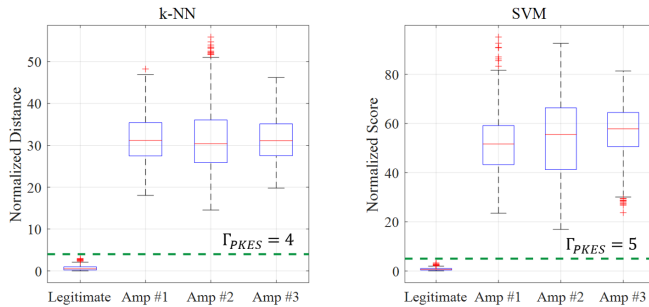 k-NN
Normalized Distance
50
40
30
20
10
0
Γ_PKES = 4
Legitimate Amp #1 Amp #2 Amp #3
SVM
Normalized Score
80
60
40
20
0
Γ_PKES = 5
Legitimate Amp #1 Amp #2 Amp #3